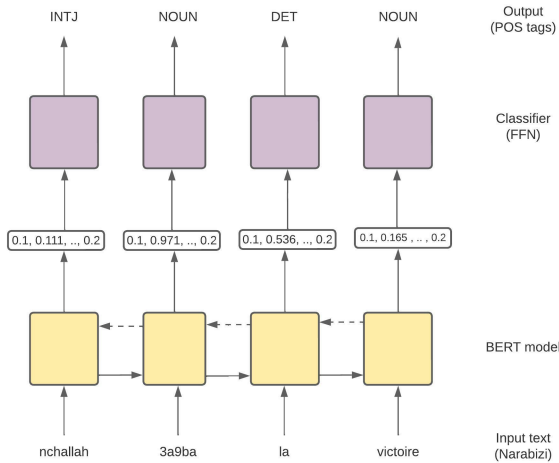 INTJ NOUN DET NOUN Output
(POS tags)
Classifier
(FFN)
0.1, 0.111, .., 0.2 0.1, 0.971, .., 0.2 0.1, 0.536, .., 0.2 0.1, 0.165 , .. , 0.2
BERT model
nchallah 3a9ba la victoire Input text
(Narabizi)